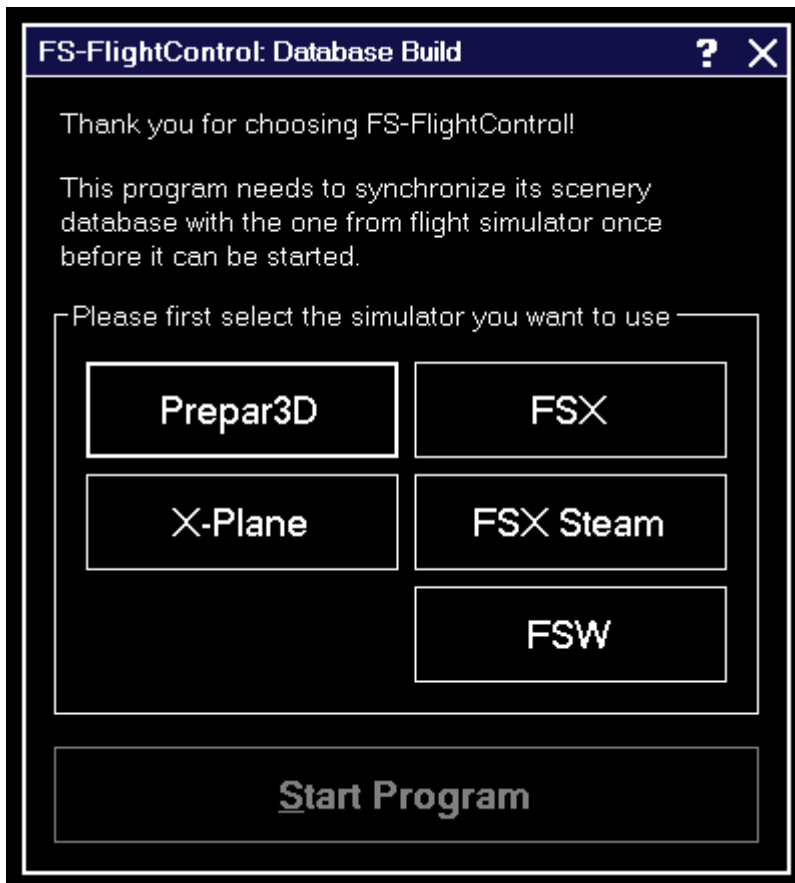 FS-FlightControl: Database Build ? X
Thank you for choosing FS-FlightControl!
This program needs to synchronize its scenery
database with the one from flight simulator once
before it can be started.
Please first select the simulator you want to use
Prepar3D
FSX
X-Plane
FSX Steam
FSW
Start Program